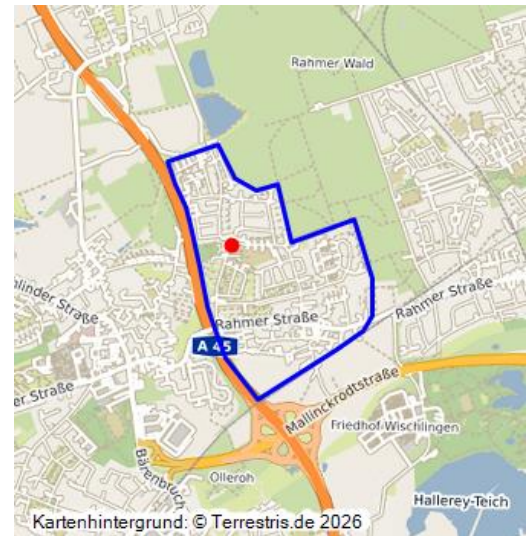 Rahmer Wald
nlinder Straße
Rahmer Straße
Rahmer Straße
A 45
er Straße
Mallinckrodtstraße
Friedhof-Wischlingen
Bärenbruch
Olleroh
Hallerey-Teich
Kartenhintergrund: © Terrestris.de 2026